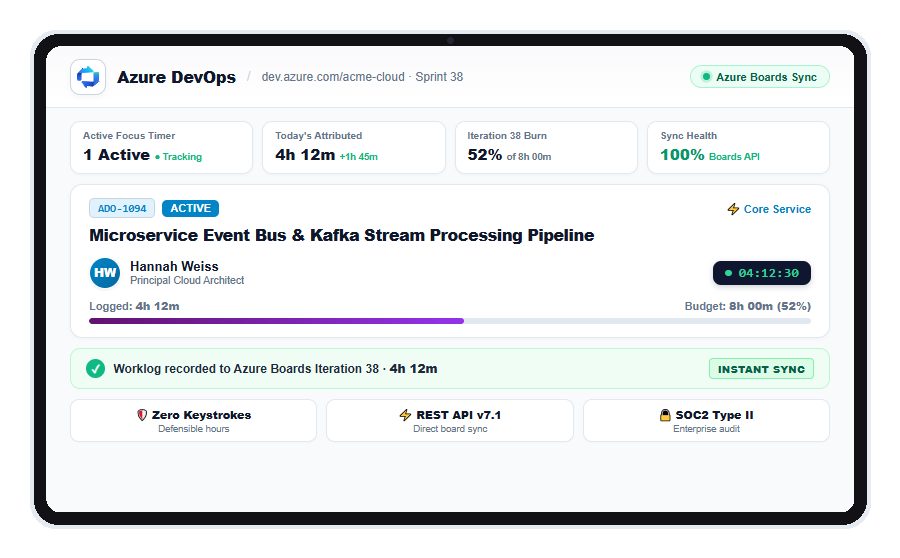 Azure DevOps / dev.azure.com/acme-cloud · Sprint 38
Azure Boards Sync
Active Focus Timer
1 Active • Tracking
Today's Attributed
4h 12m +1h 45m
Iteration 38 Burn
52% of 8h 00m
Sync Health
100% Boards API
ADO-1094 ACTIVE
Core Service
Microservice Event Bus & Kafka Stream Processing Pipeline
HW
Hannah Weiss
Principal Cloud Architect
04:12:30
Logged: 4h 12m
Budget: 8h 00m (52%)
Worklog recorded to Azure Boards Iteration 38 · 4h 12m
INSTANT SYNC
Zero Keystrokes
Defensible hours
REST API v7.1
Direct board sync
SOC2 Type II
Enterprise audit